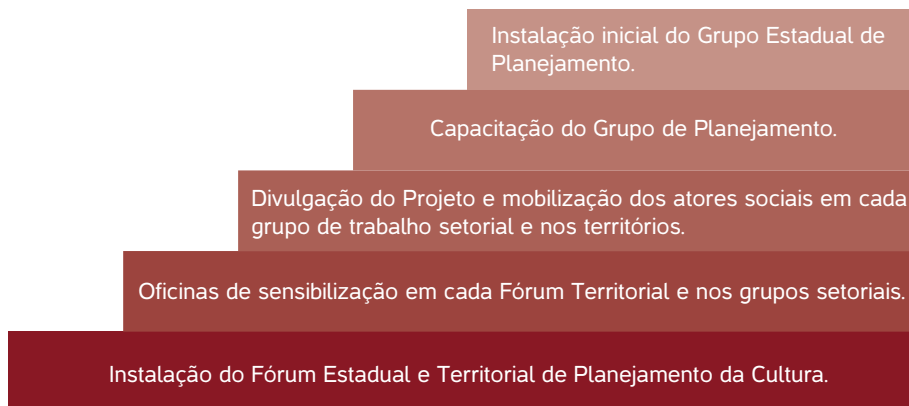 Instalação inicial do Grupo Estadual de
Planejamento.
Capacitação do Grupo de Planejamento.
Divulgação do Projeto e mobilização dos atores sociais em cada
grupo de trabalho setorial e nos territórios.
Oficinas de sensibilização em cada Fórum Territorial e nos grupos setoriais.
Instalação do Fórum Estadual e Territorial de Planejamento da Cultura.